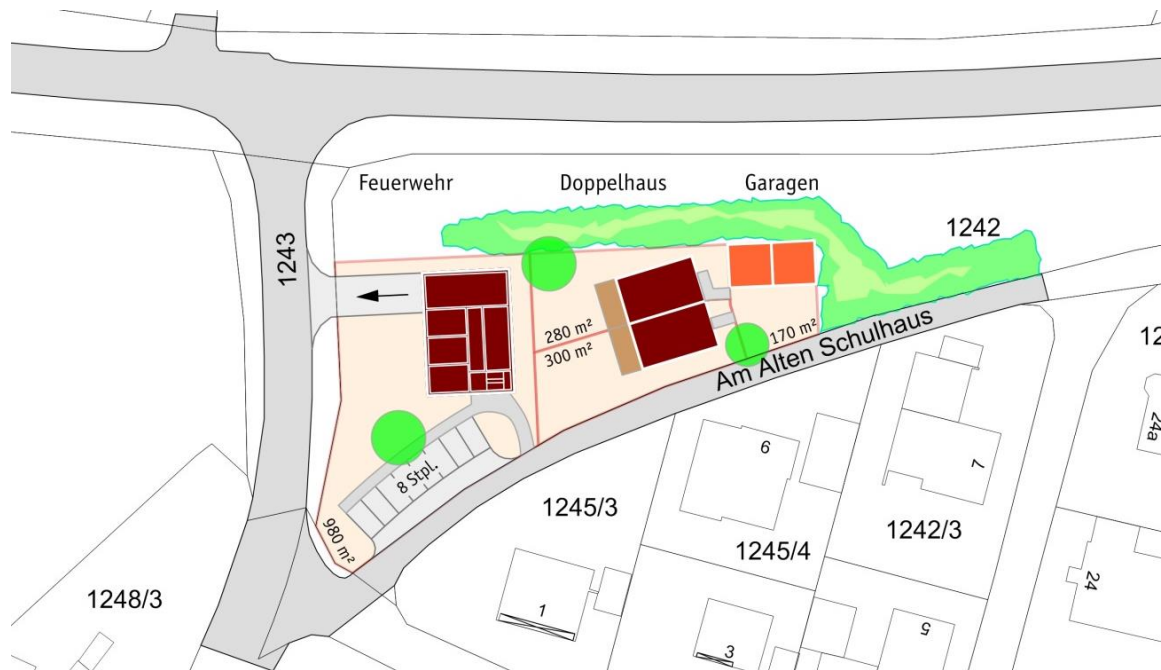 Feuerwehr
Doppelhaus
Garagen
1243
1242
280 m²
300 m²
170 m²
Am Alten Schulhaus
8 Stpl.
980 m²
1248/3
1245/3
1245/4
1242/3
6
7
1
3
5
24
24a
12